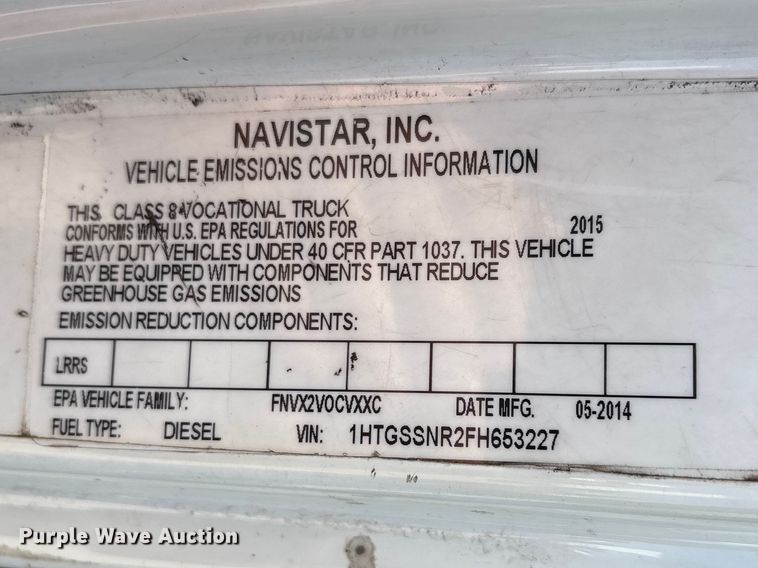 NAVISTAR, INC.
VEHICLE EMISSIONS CONTROL INFORMATION
THIS CLASS 8 VOCATIONAL TRUCK
CONFORMS WITH U.S. EPA REGULATIONS FOR 2015
HEAVY DUTY VEHICLES UNDER 40 CFR PART 1037. THIS VEHICLE
MAY BE EQUIPPED WITH COMPONENTS THAT REDUCE
GREENHOUSE GAS EMISSIONS
EMISSION REDUCTION COMPONENTS:
LRRS
EPA VEHICLE FAMILY: FNVX2VOCVXXC DATE MFG. 05-2014
FUEL TYPE: DIESEL VIN: 1HTGSSNR2FH653227
Purple Wave Auction